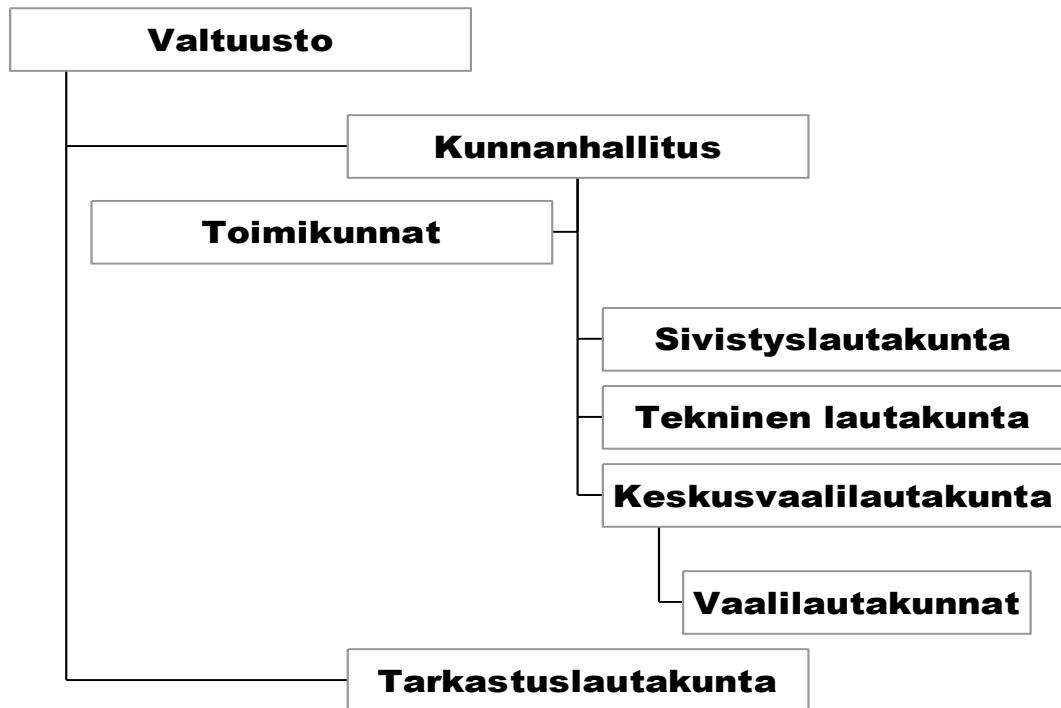 Valtuusto
Kunnanhallitus
Toimikunnat
Sivistyslautakunta
Tekninen lautakunta
Keskusvaalilautakunta
Vaalilautakunnat
Tarkastuslautakunta